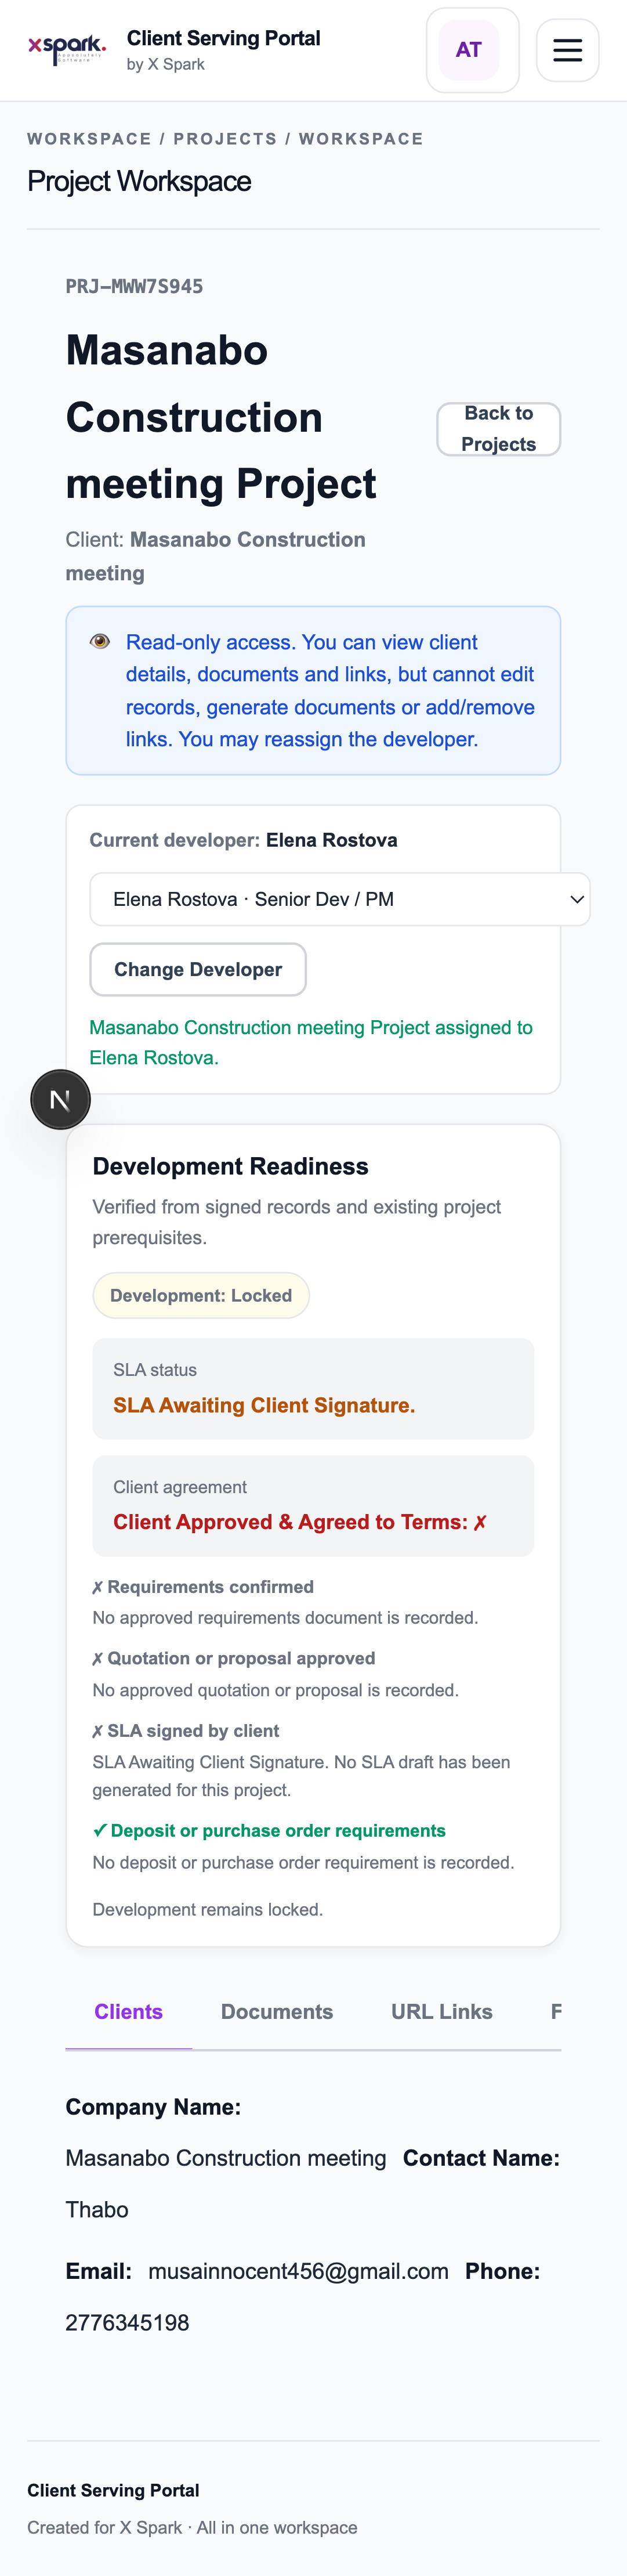 xspark.
Client Serving Portal
by X Spark
AT
WORKSPACE / PROJECTS / WORKSPACE
Project Workspace
PRJ-MWW7S945
Masanabo
Construction
meeting Project
Back to
Projects
Client: Masanabo Construction
meeting
Read-only access. You can view client
details, documents and links, but cannot edit
records, generate documents or add/remove
links. You may reassign the developer.
Current developer: Elena Rostova
Elena Rostova · Senior Dev / PM
Change Developer
Masanabo Construction meeting Project assigned to
Elena Rostova.
N
Development Readiness
Verified from signed records and existing project
prerequisites.
Development: Locked
SLA status
SLA Awaiting Client Signature.
Client agreement
Client Approved & Agreed to Terms: ✗
✗ Requirements confirmed
No approved requirements document is recorded.
✗ Quotation or proposal approved
No approved quotation or proposal is recorded.
✗ SLA signed by client
SLA Awaiting Client Signature. No SLA draft has been
generated for this project.
✓ Deposit or purchase order requirements
No deposit or purchase order requirement is recorded.
Development remains locked.
Clients Documents URL Links F
Company Name:
Masanabo Construction meeting Contact Name:
Thabo
Email: musainnocent456@gmail.com Phone:
2776345198
Client Serving Portal
Created for X Spark · All in one workspace